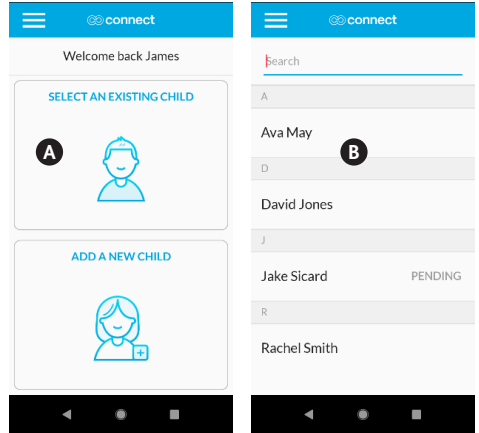 connect
Welcome back James
SELECT AN EXISTING CHILD
A
ADD A NEW CHILD
connect
Search
A
Ava May
B
D
David Jones
J
Jake Sicard PENDING
R
Rachel Smith